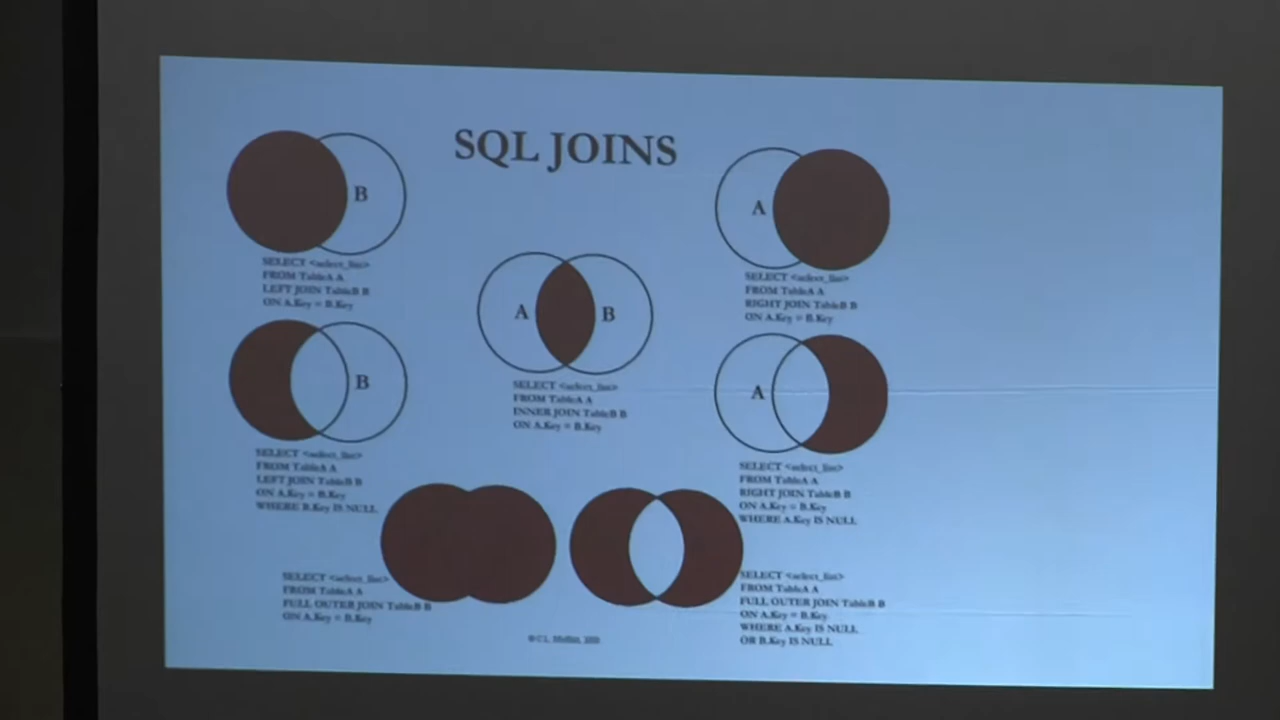 SQL JOINS
B
SELECT <select_list>
FROM TableA A
LEFT JOIN TableB B
ON A.Key = B.Key
A
SELECT <select_list>
FROM TableA A
RIGHT JOIN TableB B
ON A.Key = B.Key
A B
SELECT <select_list>
FROM TableA A
INNER JOIN TableB B
ON A.Key = B.Key
B
SELECT <select_list>
FROM TableA A
LEFT JOIN TableB B
ON A.Key = B.Key
WHERE B.Key IS NULL
A
SELECT <select_list>
FROM TableA A
RIGHT JOIN TableB B
ON A.Key = B.Key
WHERE A.Key IS NULL
SELECT <select_list>
FROM TableA A
FULL OUTER JOIN TableB B
ON A.Key = B.Key
SELECT <select_list>
FROM TableA A
FULL OUTER JOIN TableB B
ON A.Key = B.Key
WHERE A.Key IS NULL
OR B.Key IS NULL
© C.L. Moffatt,